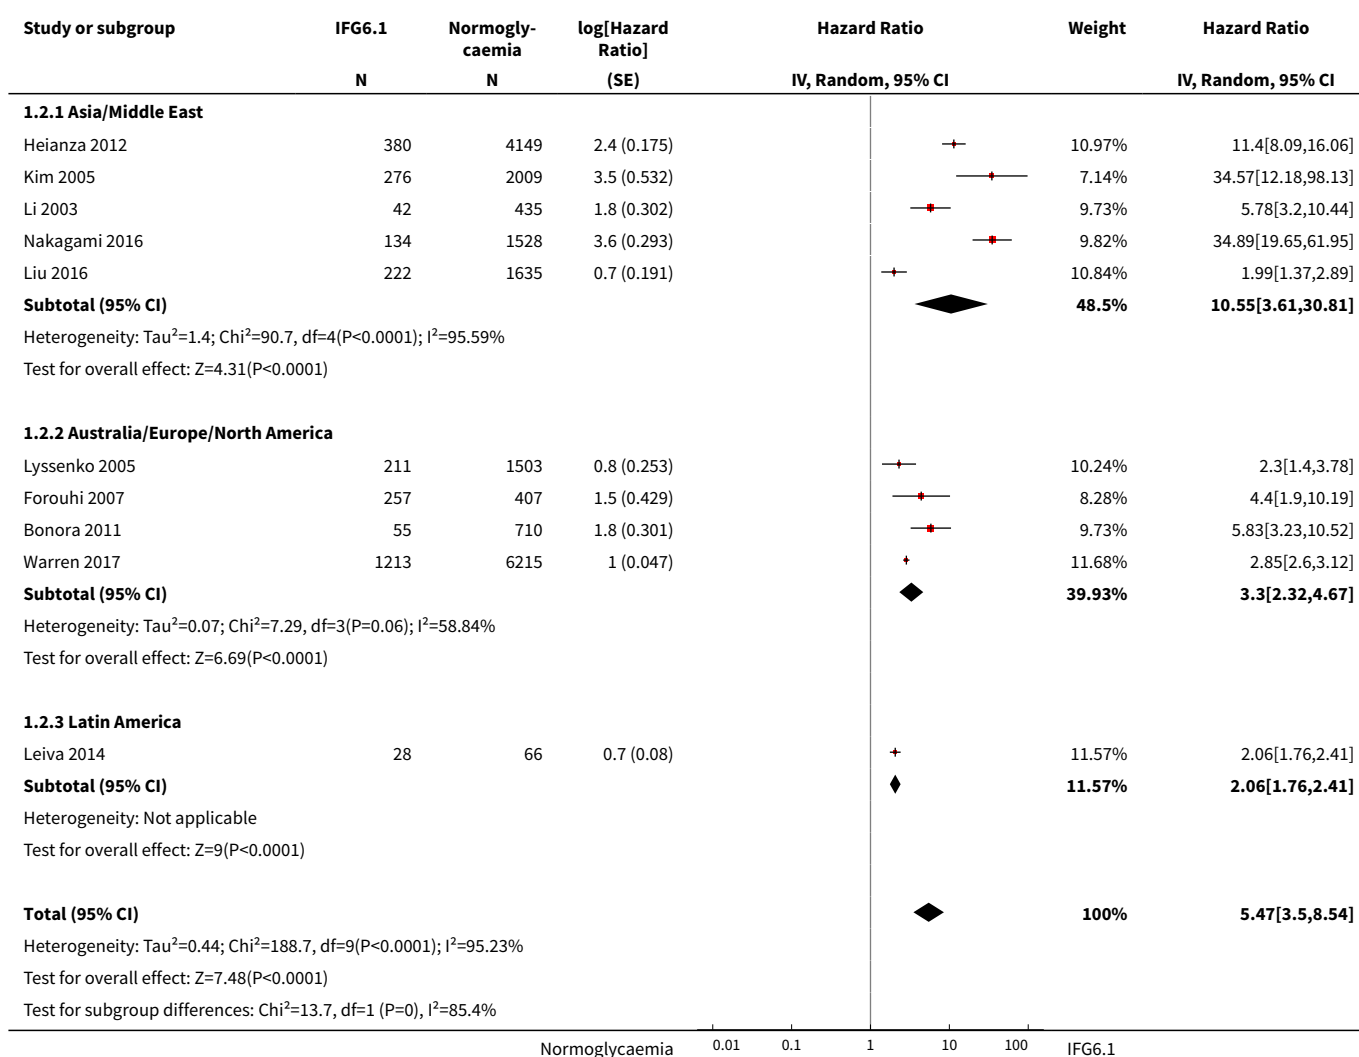 Study or subgroup IFG6.1 Normogly- log[Hazard Hazard Ratio Weight Hazard Ratio
caemia Ratio]
N N (SE) IV, Random, 95% CI IV, Random, 95% CI
1.2.1 Asia/Middle East
Heianza 2012 380 4149 2.4 (0.175) 10.97% 11.4[8.09,16.06]
Kim 2005 276 2009 3.5 (0.532) 7.14% 34.57[12.18,98.13]
Li 2003 42 435 1.8 (0.302) 9.73% 5.78[3.2,10.44]
Nakagami 2016 134 1528 3.6 (0.293) 9.82% 34.89[19.65,61.95]
Liu 2016 222 1635 0.7 (0.191) 10.84% 1.99[1.37,2.89]
Subtotal (95% CI) 48.5% 10.55[3.61,30.81]
Heterogeneity: Tau²=1.4; Chi²=90.7, df=4(P<0.0001); I²=95.59%
Test for overall effect: Z=4.31(P<0.0001)
1.2.2 Australia/Europe/North America
Lyssenko 2005 211 1503 0.8 (0.253) 10.24% 2.3[1.4,3.78]
Forouhi 2007 257 407 1.5 (0.429) 8.28% 4.4[1.9,10.19]
Bonora 2011 55 710 1.8 (0.301) 9.73% 5.83[3.23,10.52]
Warren 2017 1213 6215 1 (0.047) 11.68% 2.85[2.6,3.12]
Subtotal (95% CI) 39.93% 3.3[2.32,4.67]
Heterogeneity: Tau²=0.07; Chi²=7.29, df=3(P=0.06); I²=58.84%
Test for overall effect: Z=6.69(P<0.0001)
1.2.3 Latin America
Leiva 2014 28 66 0.7 (0.08) 11.57% 2.06[1.76,2.41]
Subtotal (95% CI) 11.57% 2.06[1.76,2.41]
Heterogeneity: Not applicable
Test for overall effect: Z=9(P<0.0001)
Total (95% CI) 100% 5.47[3.5,8.54]
Heterogeneity: Tau²=0.44; Chi²=188.7, df=9(P<0.0001); I²=95.23%
Test for overall effect: Z=7.48(P<0.0001)
Test for subgroup differences: Chi²=13.7, df=1 (P=0), I²=85.4%
Normoglycaemia 0.01 0.1 1 10 100 IFG6.1